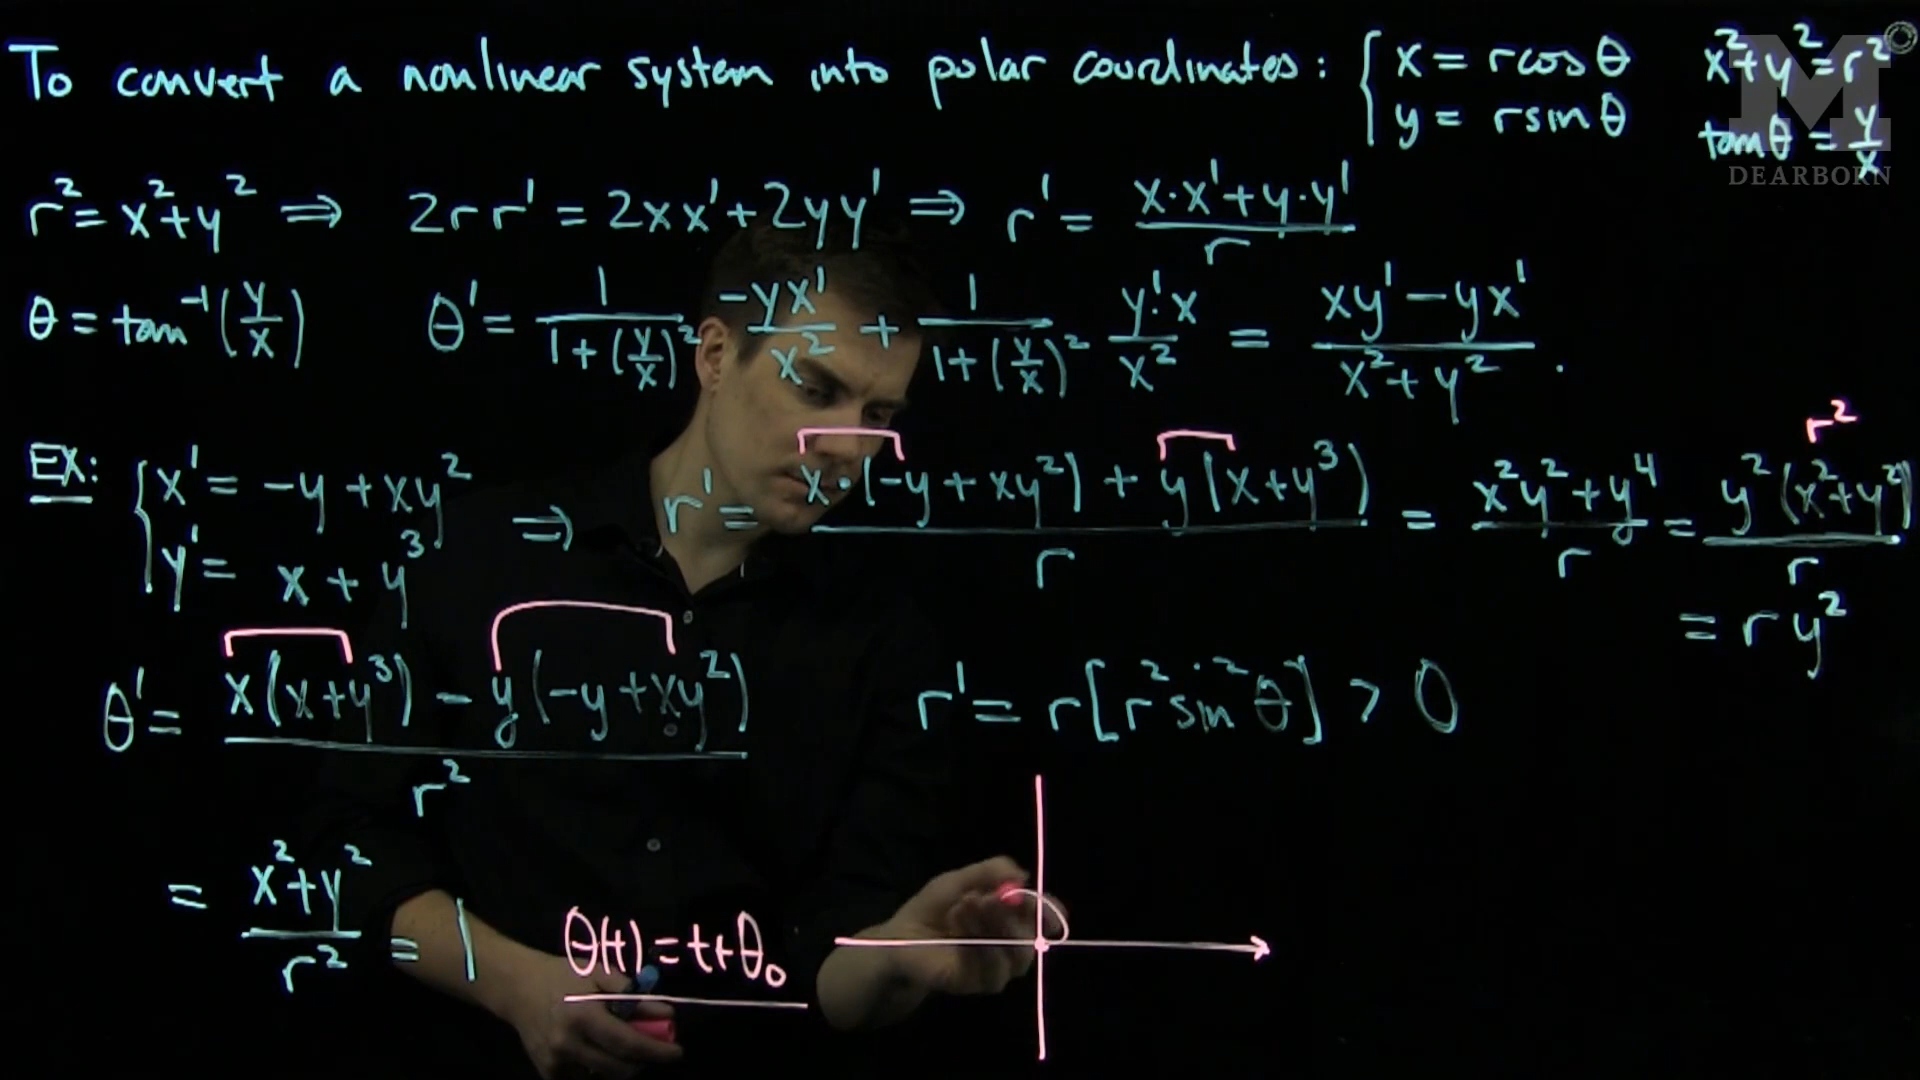 To convert a nonlinear system into polar coordinates: { x = r cos θ   x² + y² = r²
y = r sin θ   tan θ = y/x
M
DEARBORN
r² = x² + y² ⇒ 2rr' = 2xx' + 2yy' ⇒ r' = (x·x' + y·y')/r
θ = tan⁻¹(y/x)   θ' = 1/(1+(y/x)²) -yx'/x² + 1/(1+(y/x)²) y'·x/x² = (xy' - yx')/(x² + y²).
r²
EX: { x' = -y + xy²
y' = x + y³
⇒ r' = (x·(-y + xy²) + y(x + y³))/r = (x²y² + y⁴)/r = y²(x² + y²)/r
= ry²
θ' = (x(x + y³) - y(-y + xy²))/r²   r' = r[r² sin² θ] > 0
= (x² + y²)/r² = 1   θ(t) = t + θ₀